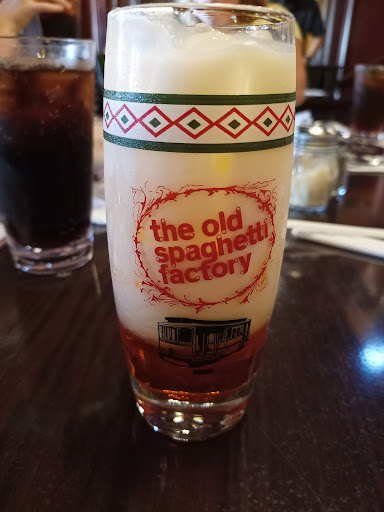 the old
spaghetti
factory